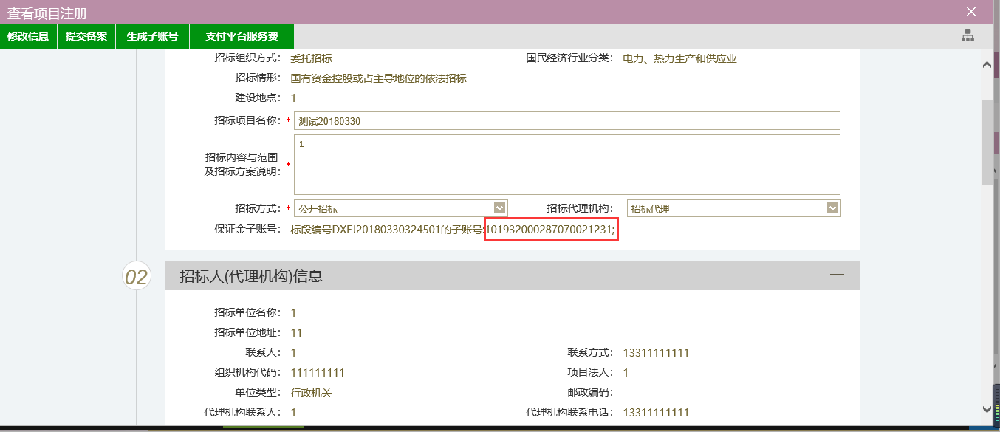 查看项目注册
修改信息 提交备案 生成子账号 支付平台服务费
招标组织方式： 委托招标 国民经济行业分类： 电力、热力生产和供应业
招标情形： 国有资金控股或占主导地位的依法招标
建设地点： 1
招标项目名称：* 测试20180330
招标内容与范围
及招标方案说明：* 1
招标方式：* 公开招标 招标代理机构： 招标代理
保证金子账号： 标段编号DXFJ20180330324501的子账号:101932000287070021231;
02 招标人(代理机构)信息
招标单位名称： 1
招标单位地址： 11
联系人： 1 联系方式： 13311111111
组织机构代码： 111111111 项目法人： 1
单位类型： 行政机关 邮政编码：
代理机构联系人： 1 代理机构联系电话： 13311111111